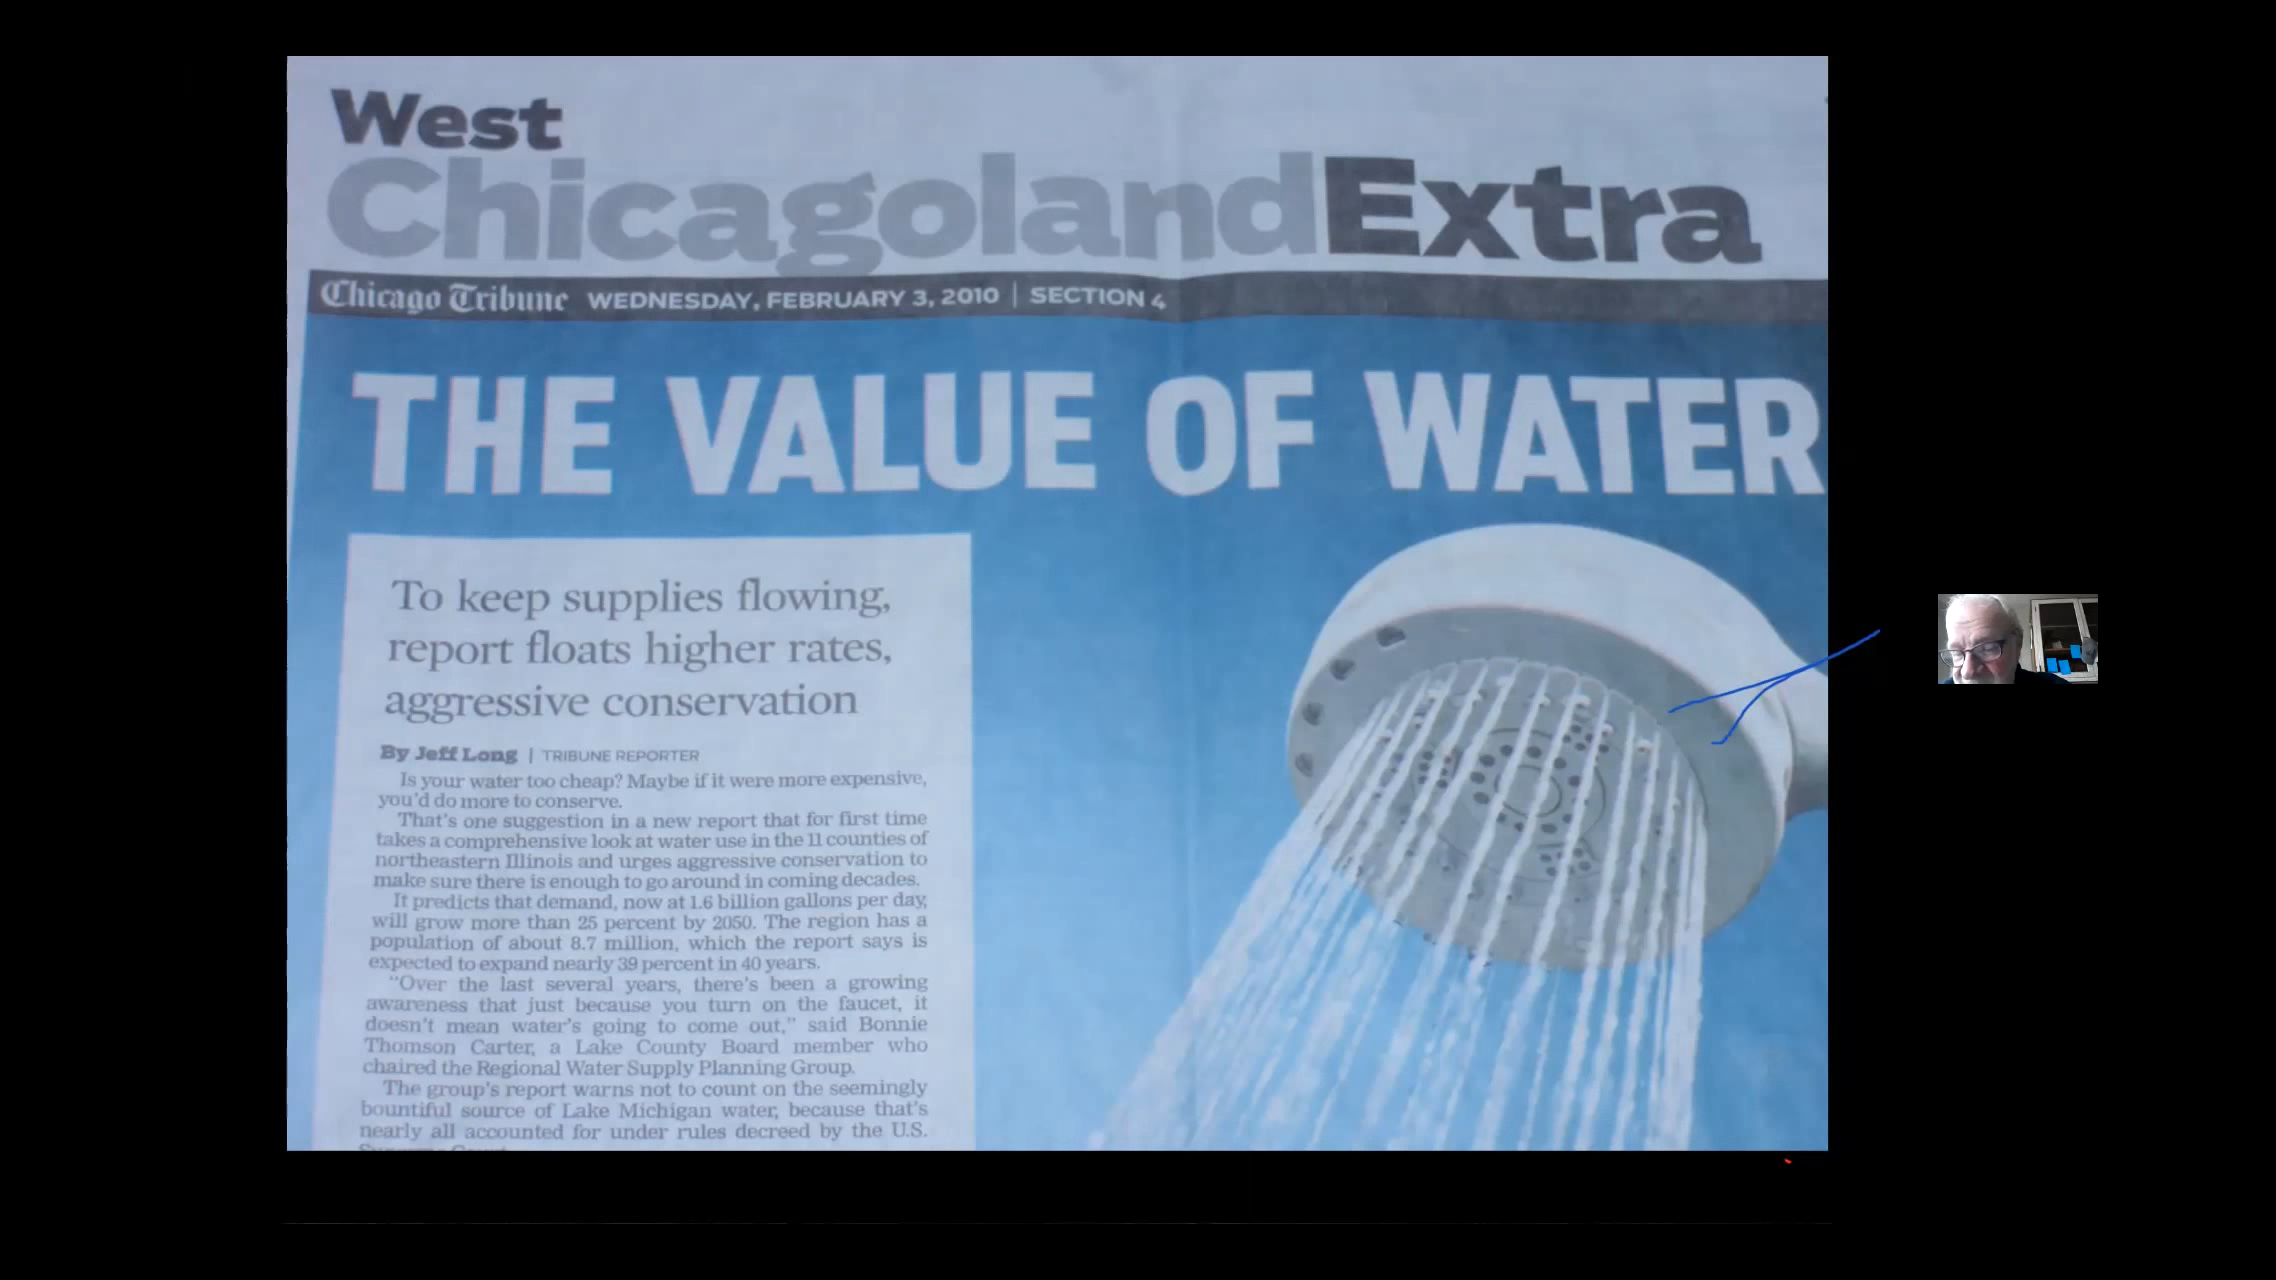 West
ChicagolandExtra
Chicago Tribune WEDNESDAY, FEBRUARY 3, 2010 | SECTION 4
THE VALUE OF WATER
To keep supplies flowing,
report floats higher rates,
aggressive conservation
By Jeff Long | TRIBUNE REPORTER
Is your water too cheap? Maybe if it were more expensive,
you'd do more to conserve.
That's one suggestion in a new report that for first time
takes a comprehensive look at water use in the 11 counties of
northeastern Illinois and urges aggressive conservation to
make sure there is enough to go around in coming decades.
It predicts that demand, now at 1.6 billion gallons per day,
will grow more than 25 percent by 2050. The region has a
population of about 8.7 million, which the report says is
expected to expand nearly 39 percent in 40 years.
"Over the last several years, there's been a growing
awareness that just because you turn on the faucet, it
doesn't mean water's going to come out," said Bonnie
Thomson Carter, a Lake County Board member who
chaired the Regional Water Supply Planning Group.
The group's report warns not to count on the seemingly
bountiful source of Lake Michigan water, because that's
nearly all accounted for under rules decreed by the U.S.